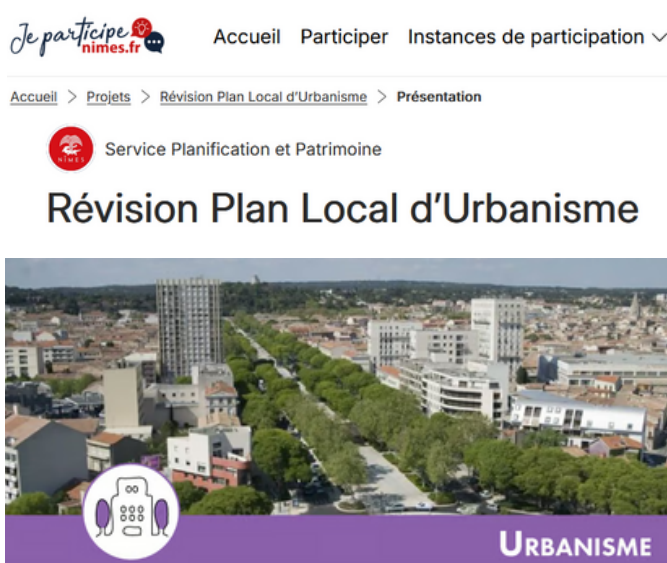 Je participe
nimes.fr
Accueil Participer Instances de participation
Accueil > Projets > Révision Plan Local d'Urbanisme > Présentation
NÎMES
Service Planification et Patrimoine
Révision Plan Local d'Urbanisme
URBANISME